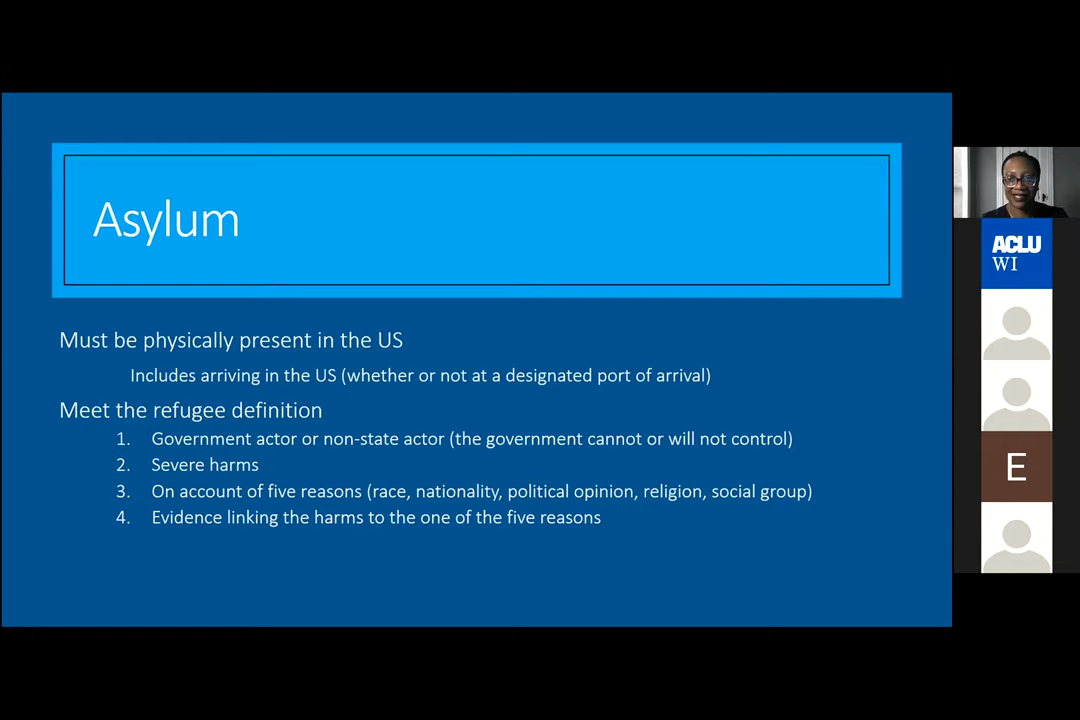 Asylum
Must be physically present in the US
Includes arriving in the US (whether or not at a designated port of arrival)
Meet the refugee definition
1. Government actor or non-state actor (the government cannot or will not control)
2. Severe harms
3. On account of five reasons (race, nationality, political opinion, religion, social group)
4. Evidence linking the harms to the one of the five reasons
ACLU
WI
E